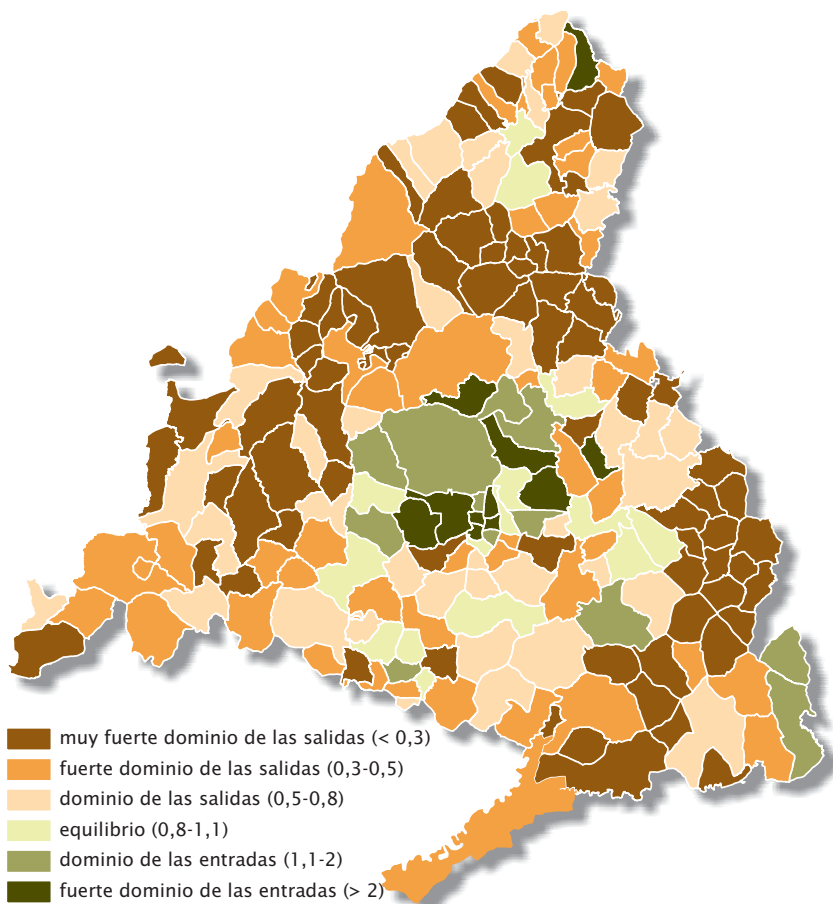 muy fuerte dominio de las salidas (< 0,3)
fuerte dominio de las salidas (0,3-0,5)
dominio de las salidas (0,5-0,8)
equilibrio (0,8-1,1)
dominio de las entradas (1,1-2)
fuerte dominio de las entradas (> 2)